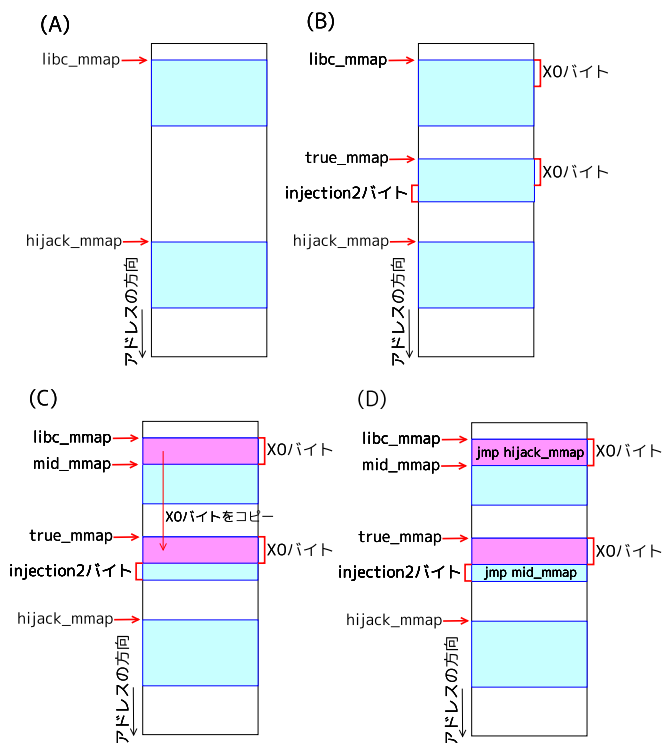 (A)
libc_mmap
hijack_mmap
アドレスの方向
(B)
libc_mmap
X0バイト
true_mmap
X0バイト
injection2バイト
hijack_mmap
アドレスの方向
(C)
libc_mmap
X0バイト
mid_mmap
X0バイトをコピー
true_mmap
X0バイト
injection2バイト
hijack_mmap
アドレスの方向
(D)
libc_mmap
jmp hijack_mmap
X0バイト
mid_mmap
true_mmap
X0バイト
injection2バイト
jmp mid_mmap
hijack_mmap
アドレスの方向